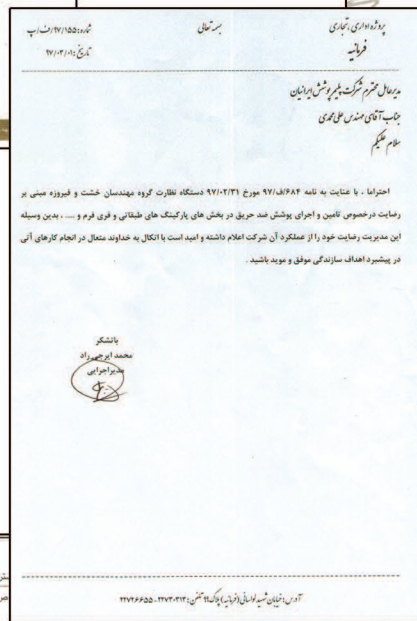 پروژه اداری، تجاری
فرمانیه
بسمه تعالی
شماره: ۹۷/۱۵۵/ف/پ
تاریخ: ۹۷/۰۳/۰۱
مدیرعامل محترم شرکت پلیمر پوشش ایرانیان
جناب آقای مهندس علی محمدی
سلام علیکم
احتراما ، با عنایت به نامه ۹۷/ف/۶۸۴ مورخ ۹۷/۰۲/۳۱ دستگاه نظارت گروه مهندسان خشت و فیروزه مبنی بر
رضایت درخصوص تامین و اجرای پوشش ضد حریق در بخش های پارکینگ های طبقاتی و فری فرم و .... ، بدین وسیله
این مدیریت رضایت خود را از عملکرد آن شرکت اعلام داشته و امید است با اتکال به خداوند متعال در انجام کارهای آتی
در پیشبرد اهداف سازندگی موفق و موید باشید .
باتشکر
محمد ایرجی راد
مدیراجرایی
آدرس: خیابان شهید لواسانی (فرمانیه) پلاک ۹۹ تلفن: ۲۲۷۳۰۳۱۳ - ۲۲۷۲۶۶۵۵